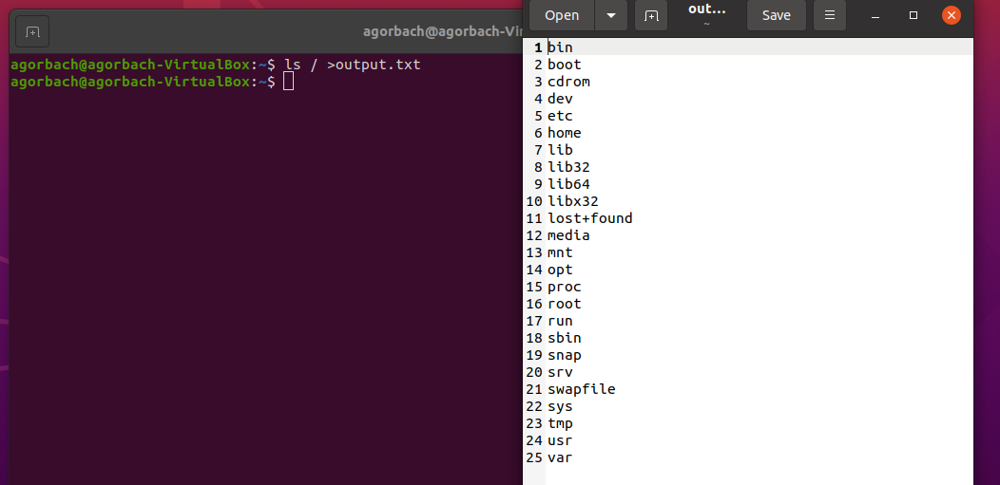 agorbach@agorbach-Vi
agorbach@agorbach-VirtualBox:~$ ls / >output.txt
agorbach@agorbach-VirtualBox:~$
Open
out...
~
Save
1 bin
2 boot
3 cdrom
4 dev
5 etc
6 home
7 lib
8 lib32
9 lib64
10 libx32
11 lost+found
12 media
13 mnt
14 opt
15 proc
16 root
17 run
18 sbin
19 snap
20 srv
21 swapfile
22 sys
23 tmp
24 usr
25 var